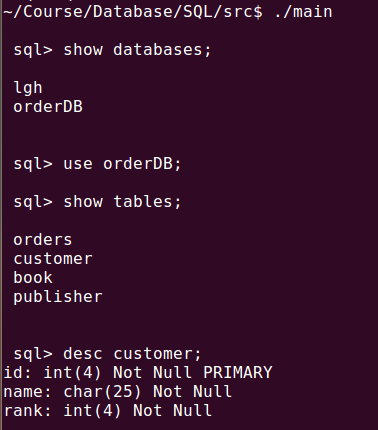 ~/Course/Database/SQL/src$ ./main
sql> show databases;
lgh
orderDB
sql> use orderDB;
sql> show tables;
orders
customer
book
publisher
sql> desc customer;
id: int(4) Not Null PRIMARY
name: char(25) Not Null
rank: int(4) Not Null